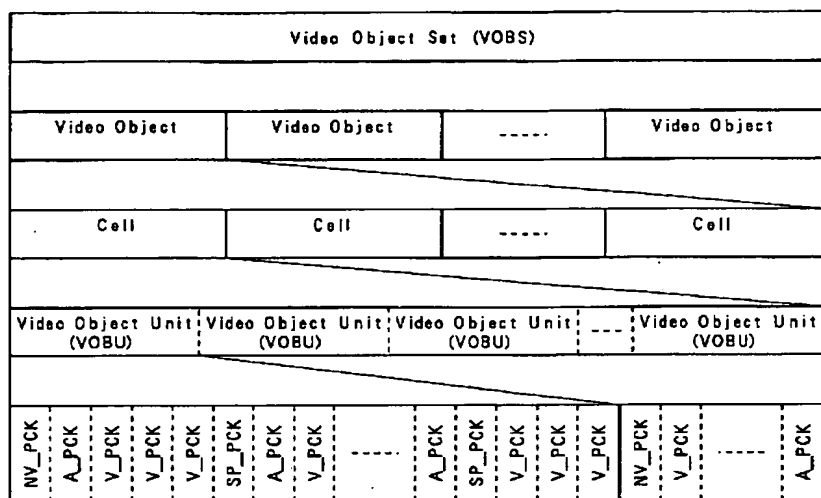 Video Object Set (VOBS)
Video Object Video Object ----- Video Object
Cell Cell ----- Cell
Video Object Unit Video Object Unit Video Object Unit ---- Video Object Unit
(VOBU) (VOBU) (VOBU) (VOBU)
NV_PCK A_PCK V_PCK V_PCK V_PCK SP_PCK A_PCK V_PCK ----- A_PCK SP_PCK V_PCK V_PCK V_PCK NV_PCK V_PCK ----- A_PCK